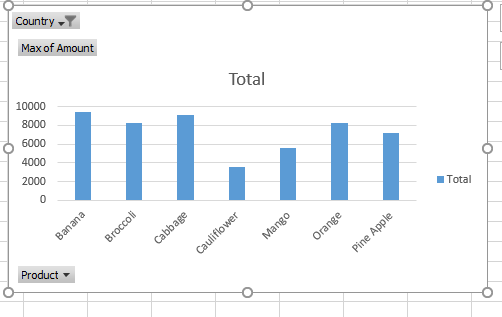 Country
Max of Amount
Total
10000
8000
6000
4000
2000
0
Banana
Broccoli
Cabbage
Cauliflower
Mango
Orange
Pine Apple
Total
Product